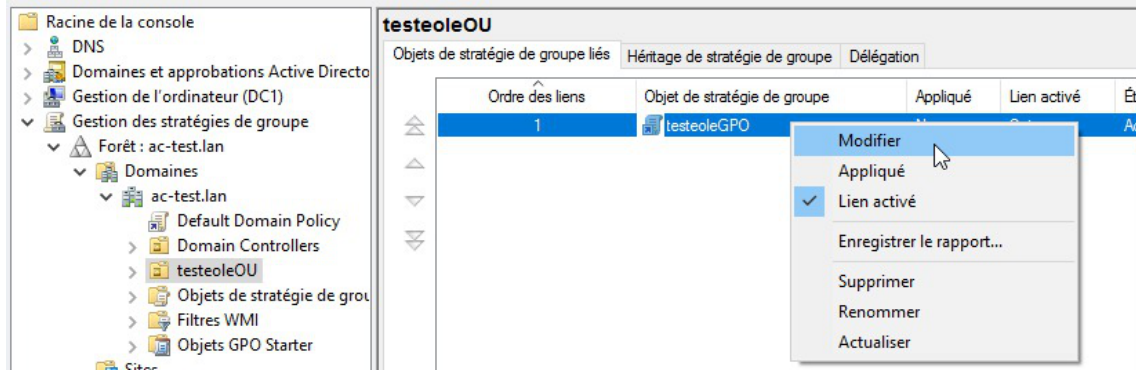 Racine de la console
DNS
Domaines et approbations Active Directo
Gestion de l'ordinateur (DC1)
Gestion des stratégies de groupe
Forêt : ac-test.lan
Domaines
ac-test.lan
Default Domain Policy
Domain Controllers
testeoleOU
Objets de stratégie de grou
Filtres WMI
Objets GPO Starter
Sites
testeoleOU
Objets de stratégie de groupe liés Héritage de stratégie de groupe Délégation
Ordre des liens Objet de stratégie de groupe Appliqué Lien activé
1 testeoleGPO
Modifier
Appliqué
Lien activé
Enregistrer le rapport...
Supprimer
Renommer
Actualiser